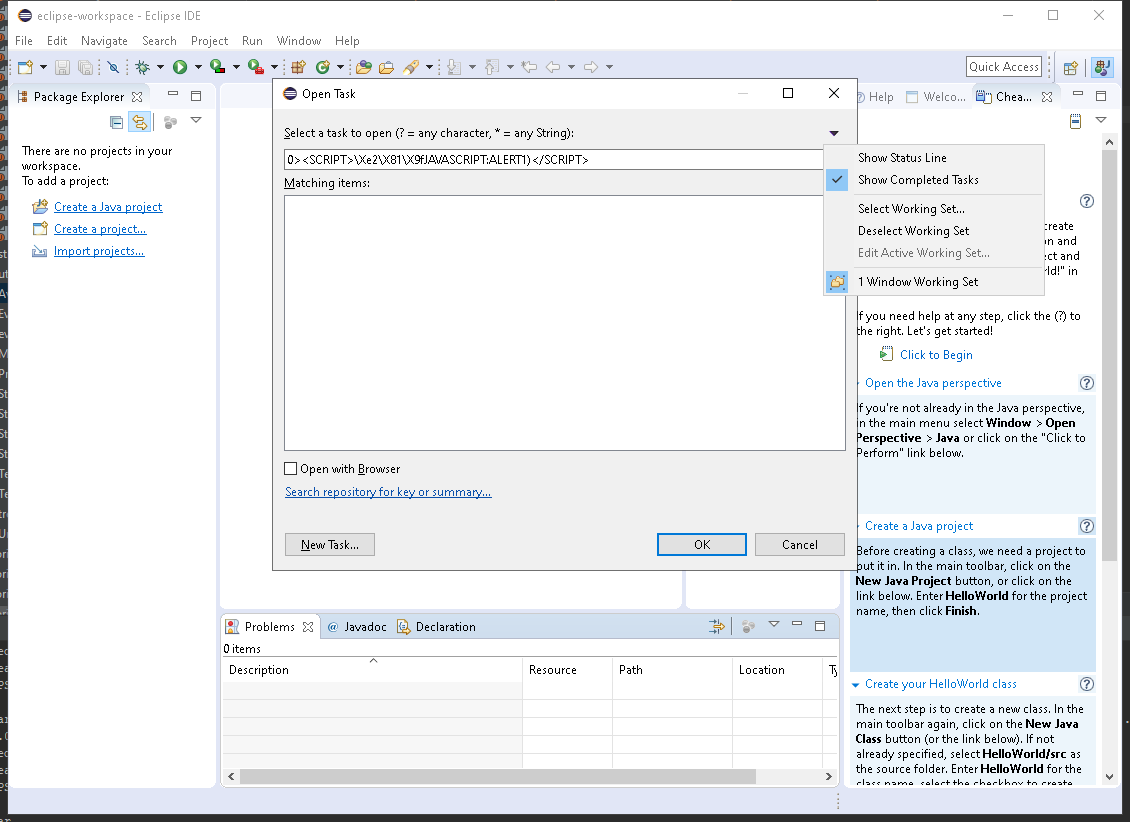 eclipse-workspace - Eclipse IDE
File Edit Navigate Search Project Run Window Help
Quick Access
Package Explorer
There are no projects in your
workspace.
To add a project:
Create a Java project
Create a project...
Import projects...
Open Task
Select a task to open (? = any character, * = any String):
0><SCRIPT>\Xe2\X81\X9fJAVASCRIPT:ALERT1)</SCRIPT>
Matching items:
Open with Browser
Search repository for key or summary...
New Task...
OK
Cancel
Show Status Line
Show Completed Tasks
Select Working Set...
Deselect Working Set
Edit Active Working Set...
1 Window Working Set
Help
Welco...
Chea...
create
on and
ect and
ld!" in
If you need help at any step, click the (?) to
the right. Let's get started!
Click to Begin
Open the Java perspective
If you're not already in the Java perspective,
in the main menu select Window > Open
Perspective > Java or click on the "Click to
Perform" link below.
Create a Java project
Before creating a class, we need a project to
put it in. In the main toolbar, click on the
New Java Project button, or click on the
link below. Enter HelloWorld for the project
name, then click Finish.
Create your HelloWorld class
The next step is to create a new class. In the
main toolbar again, click on the New Java
Class button (or the link below). If not
already specified, select HelloWorld/src as
the source folder. Enter HelloWorld for the
class name, select the checkbox to create
Problems
@ Javadoc
Declaration
0 items
Description Resource Path Location Ty